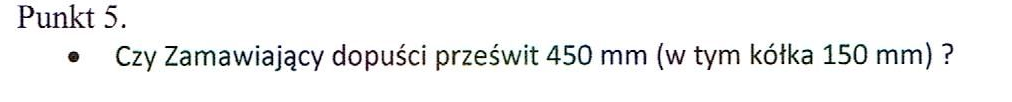 Punkt 5.
• Czy Zamawiający dopuści prześwit 450 mm (w tym kółka 150 mm) ?